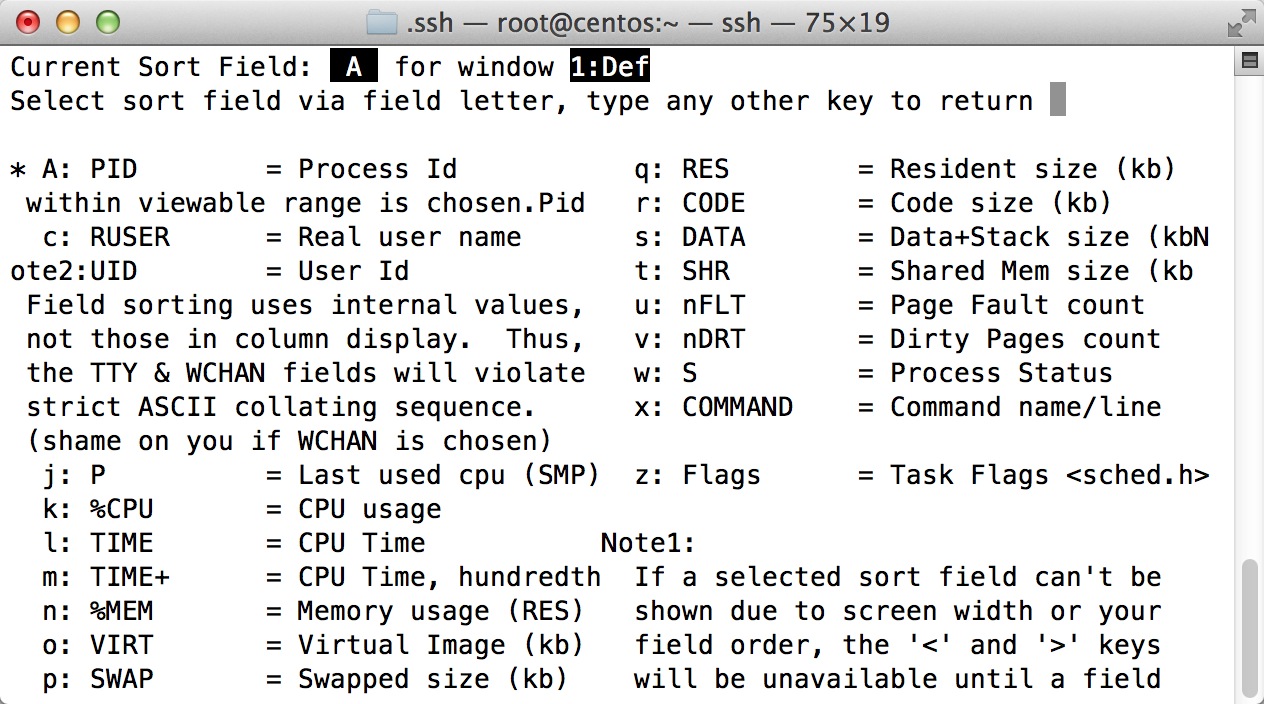 .ssh — root@centos:~ — ssh — 75×19
Current Sort Field:  A  for window 1:Def
Select sort field via field letter, type any other key to return

* A: PID        = Process Id           q: RES        = Resident size (kb)
 within viewable range is chosen.Pid   r: CODE       = Code size (kb)
  c: RUSER      = Real user name       s: DATA       = Data+Stack size (kbN
ote2:UID        = User Id              t: SHR        = Shared Mem size (kb
 Field sorting uses internal values,   u: nFLT       = Page Fault count
 not those in column display.  Thus,   v: nDRT       = Dirty Pages count
 the TTY & WCHAN fields will violate   w: S          = Process Status
 strict ASCII collating sequence.      x: COMMAND    = Command name/line
 (shame on you if WCHAN is chosen)
  j: P          = Last used cpu (SMP)  z: Flags      = Task Flags <sched.h>
  k: %CPU       = CPU usage
  l: TIME       = CPU Time           Note1:
  m: TIME+      = CPU Time, hundredth  If a selected sort field can't be
  n: %MEM       = Memory usage (RES)   shown due to screen width or your
  o: VIRT       = Virtual Image (kb)   field order, the '<' and '>' keys
  p: SWAP       = Swapped size (kb)    will be unavailable until a field